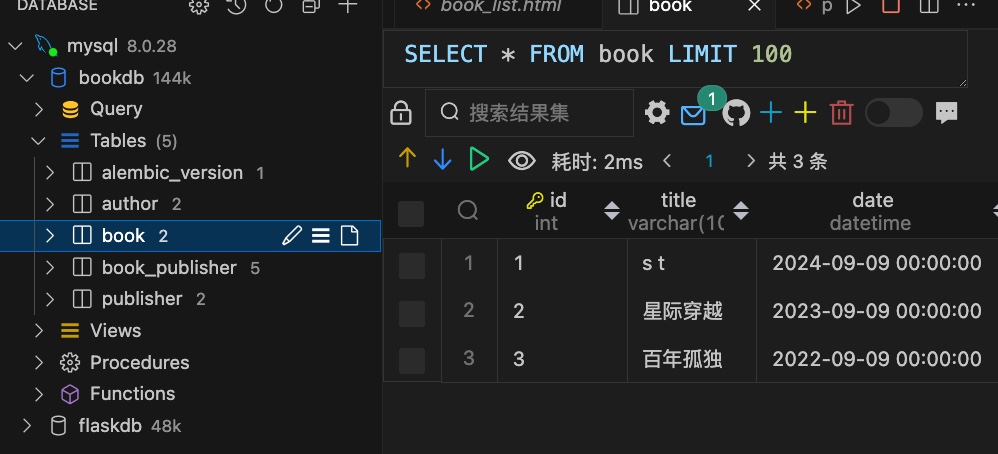 DATABASE
mysql 8.0.28
bookdb 144k
Query
Tables (5)
alembic_version 1
author 2
book 2
book_publisher 5
publisher 2
Views
Procedures
Functions
flaskdb 48k
book_list.html
book
p
SELECT * FROM book LIMIT 100
搜索结果集
1
耗时: 2ms
1
共 3 条
id title date
int varchar(10 datetime
1 1 s t 2024-09-09 00:00:00
2 2 星际穿越 2023-09-09 00:00:00
3 3 百年孤独 2022-09-09 00:00:00